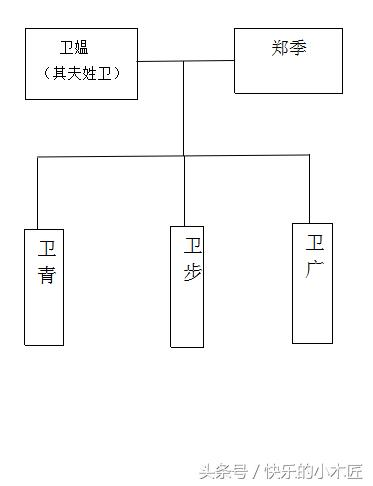 卫媪
（其夫姓卫）
郑季
卫青
卫步
卫广
头条号／快乐的小木匠